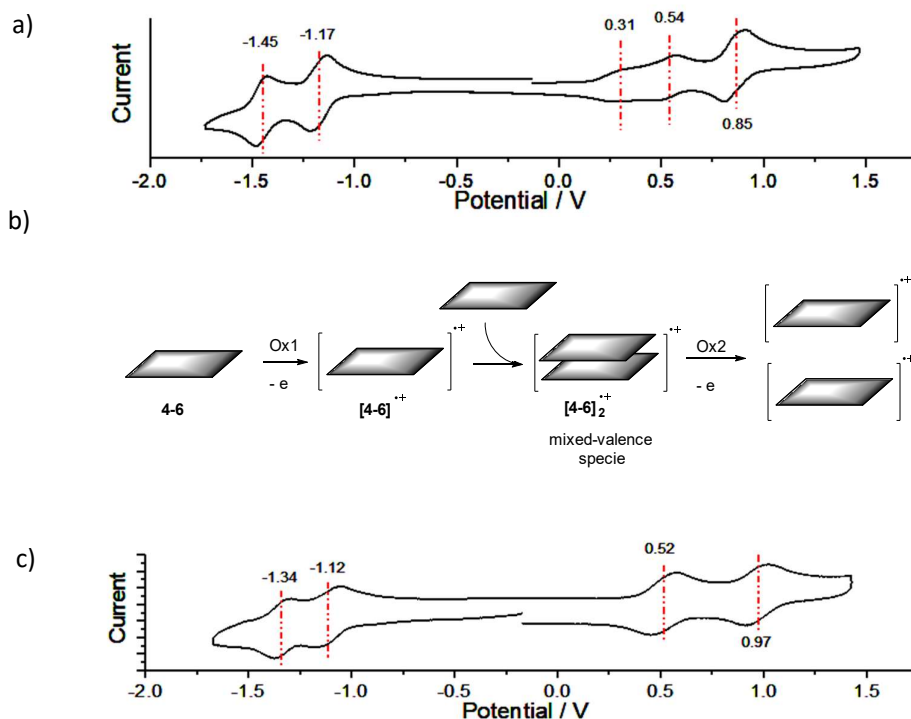 a)
-1.45
-1.17
0.31
0.54
0.85
Current
-2.0 -1.5 -1.0 -0.5 0.0 0.5 1.0 1.5
Potential / V
b)
Ox1
- e
•+
•+
Ox2
- e
•+
•+
4-6
[4-6]•+
[4-6]2•+
mixed-valence
specie
c)
-1.34
-1.12
0.52
0.97
Current
-2.0 -1.5 -1.0 -0.5 0.0 0.5 1.0 1.5
Potential / V